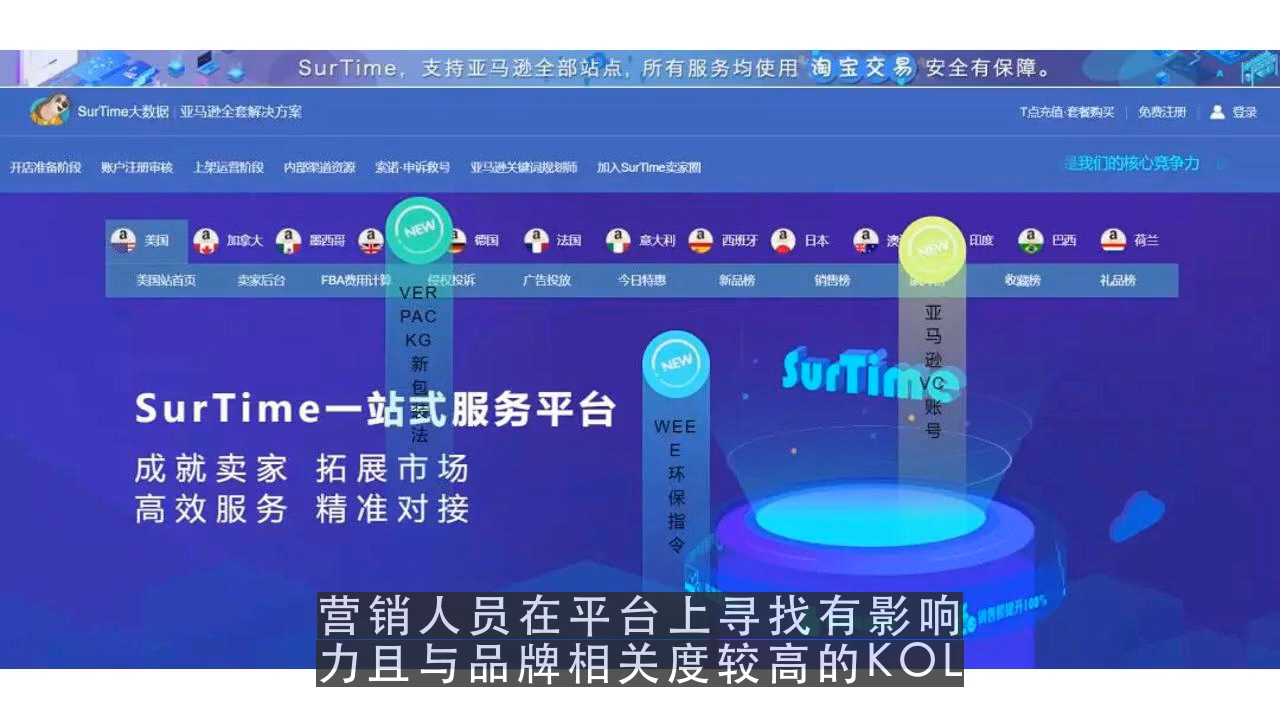 SurTime，支持亚马逊全部站点，所有服务均使用 淘宝交易 安全有保障。
SurTime大数据 | 亚马逊全套解决方案
T点充值·套餐购买 | 免费注册 | 登录
开店准备阶段 账户注册审核 上架运营阶段 内部渠道资源 索诺·申诉救号 亚马逊关键词规划师 加入SurTime卖家圈
是我们的核心竞争力
美国 加拿大 墨西哥 德国 法国 意大利 西班牙 日本 澳 印度 巴西 荷兰
美国站首页 卖家后台 FBA费用计算 侵权投诉 广告投放 今日特惠 新品榜 销售榜 收藏榜 礼品榜
NEW
VER
PAC
KG
新
包
装
法
NEW
WEE
E
环
保
指
令
NEW
亚
马
逊
VC
账
号
SurTime
SurTime一站式服务平台
成就卖家 拓展市场
高效服务 精准对接
提升100%
营销人员在平台上寻找有影响
力且与品牌相关度较高的KOL